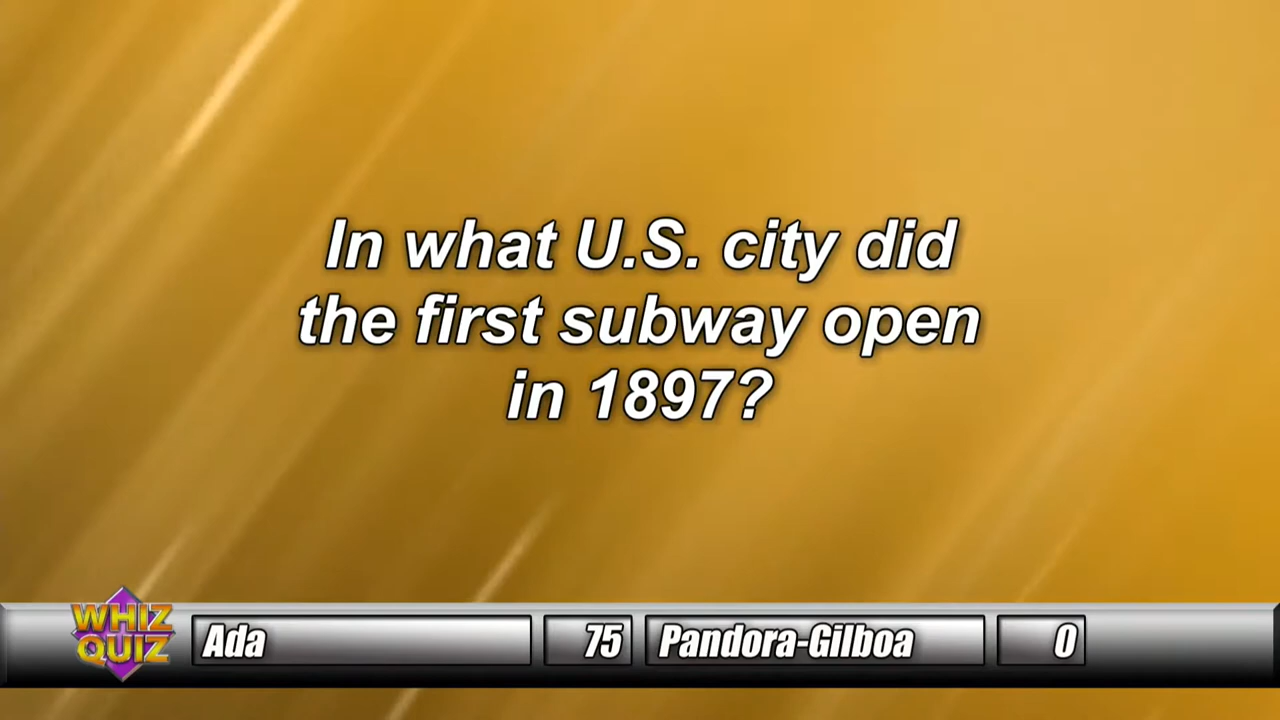 In what U.S. city did
the first subway open
in 1897?
WHIZ
QUIZ
Ada 75 Pandora-Gilboa 0